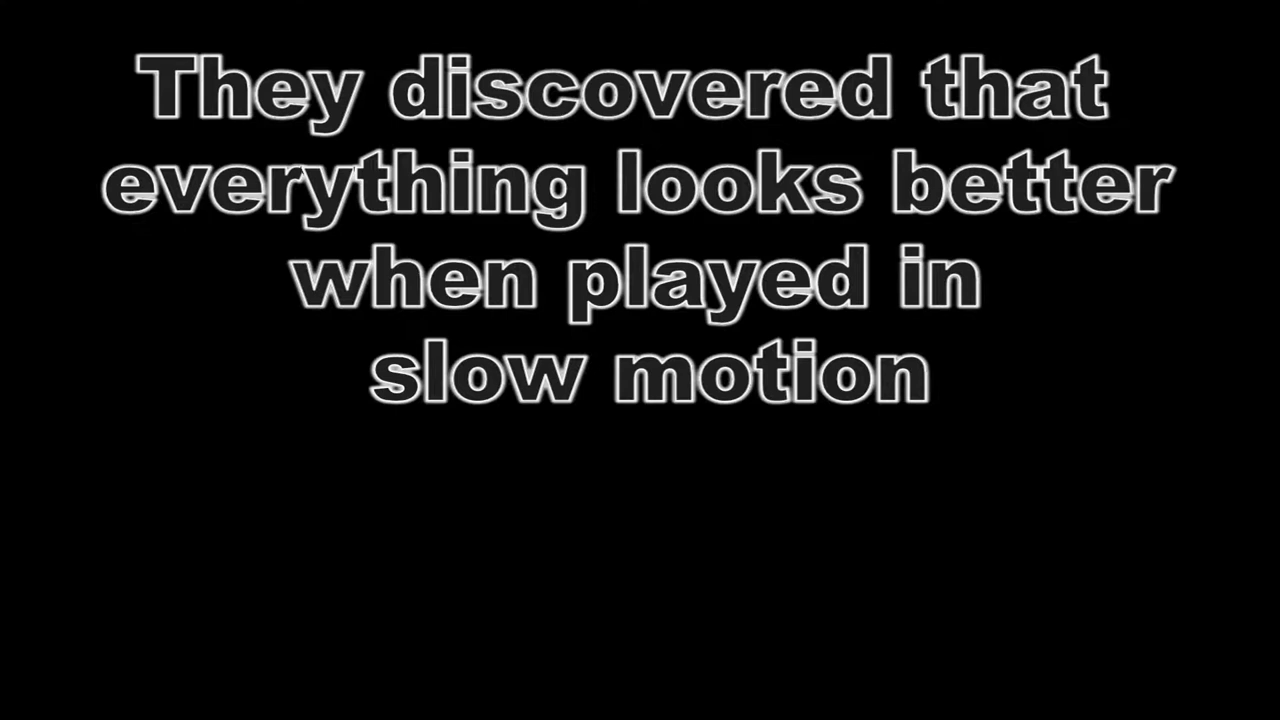 They discovered that
everything looks better
when played in
slow motion